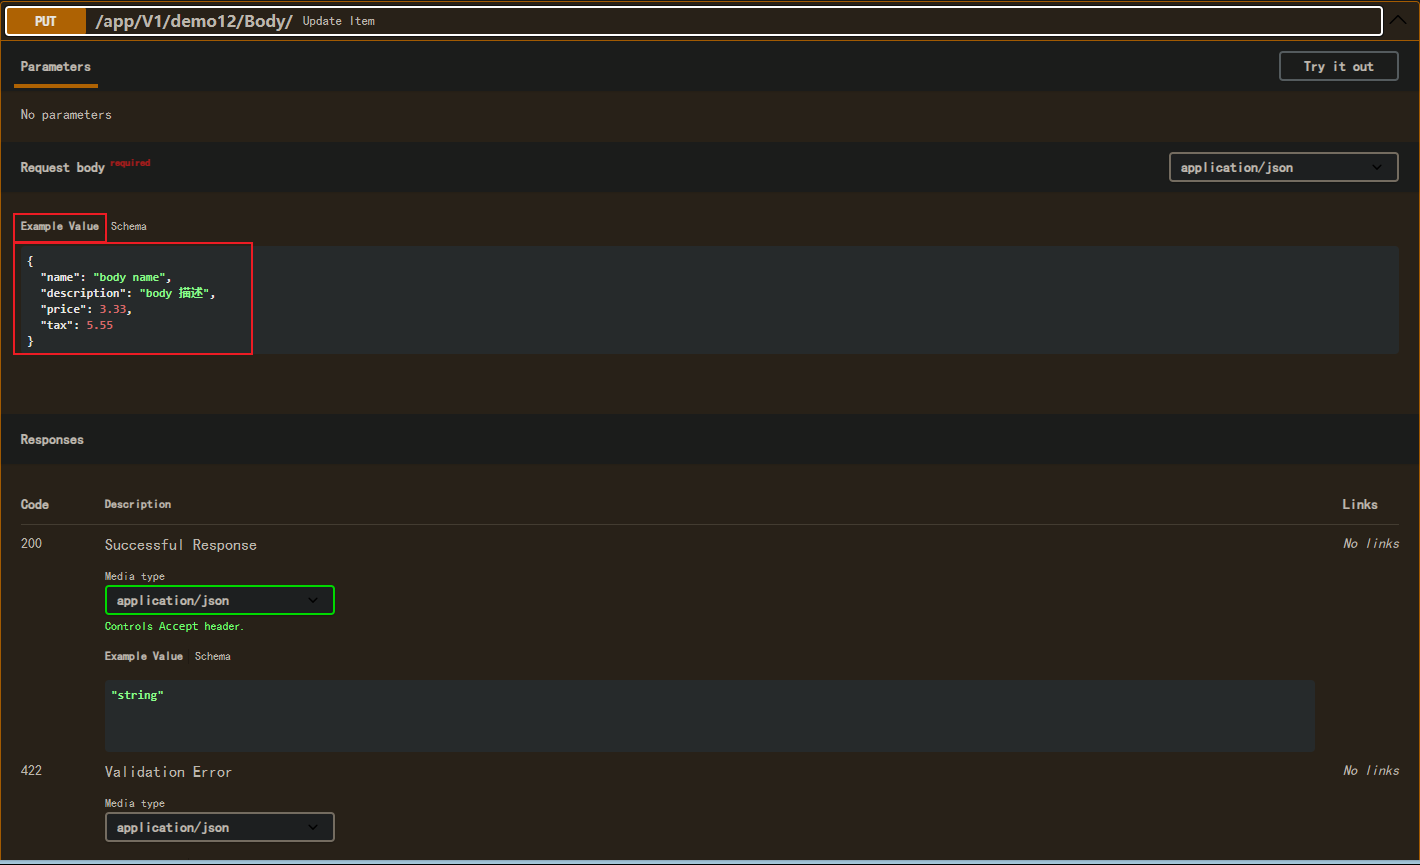 PUT /app/V1/demo12/Body/ Update Item
Parameters Try it out
No parameters
Request body required application/json
Example Value Schema
{
"name": "body name",
"description": "body 描述",
"price": 3.33,
"tax": 5.55
}
Responses
Code Description Links
200 Successful Response No links
Media type
application/json
Controls Accept header.
Example Value Schema
"string"
422 Validation Error No links
Media type
application/json